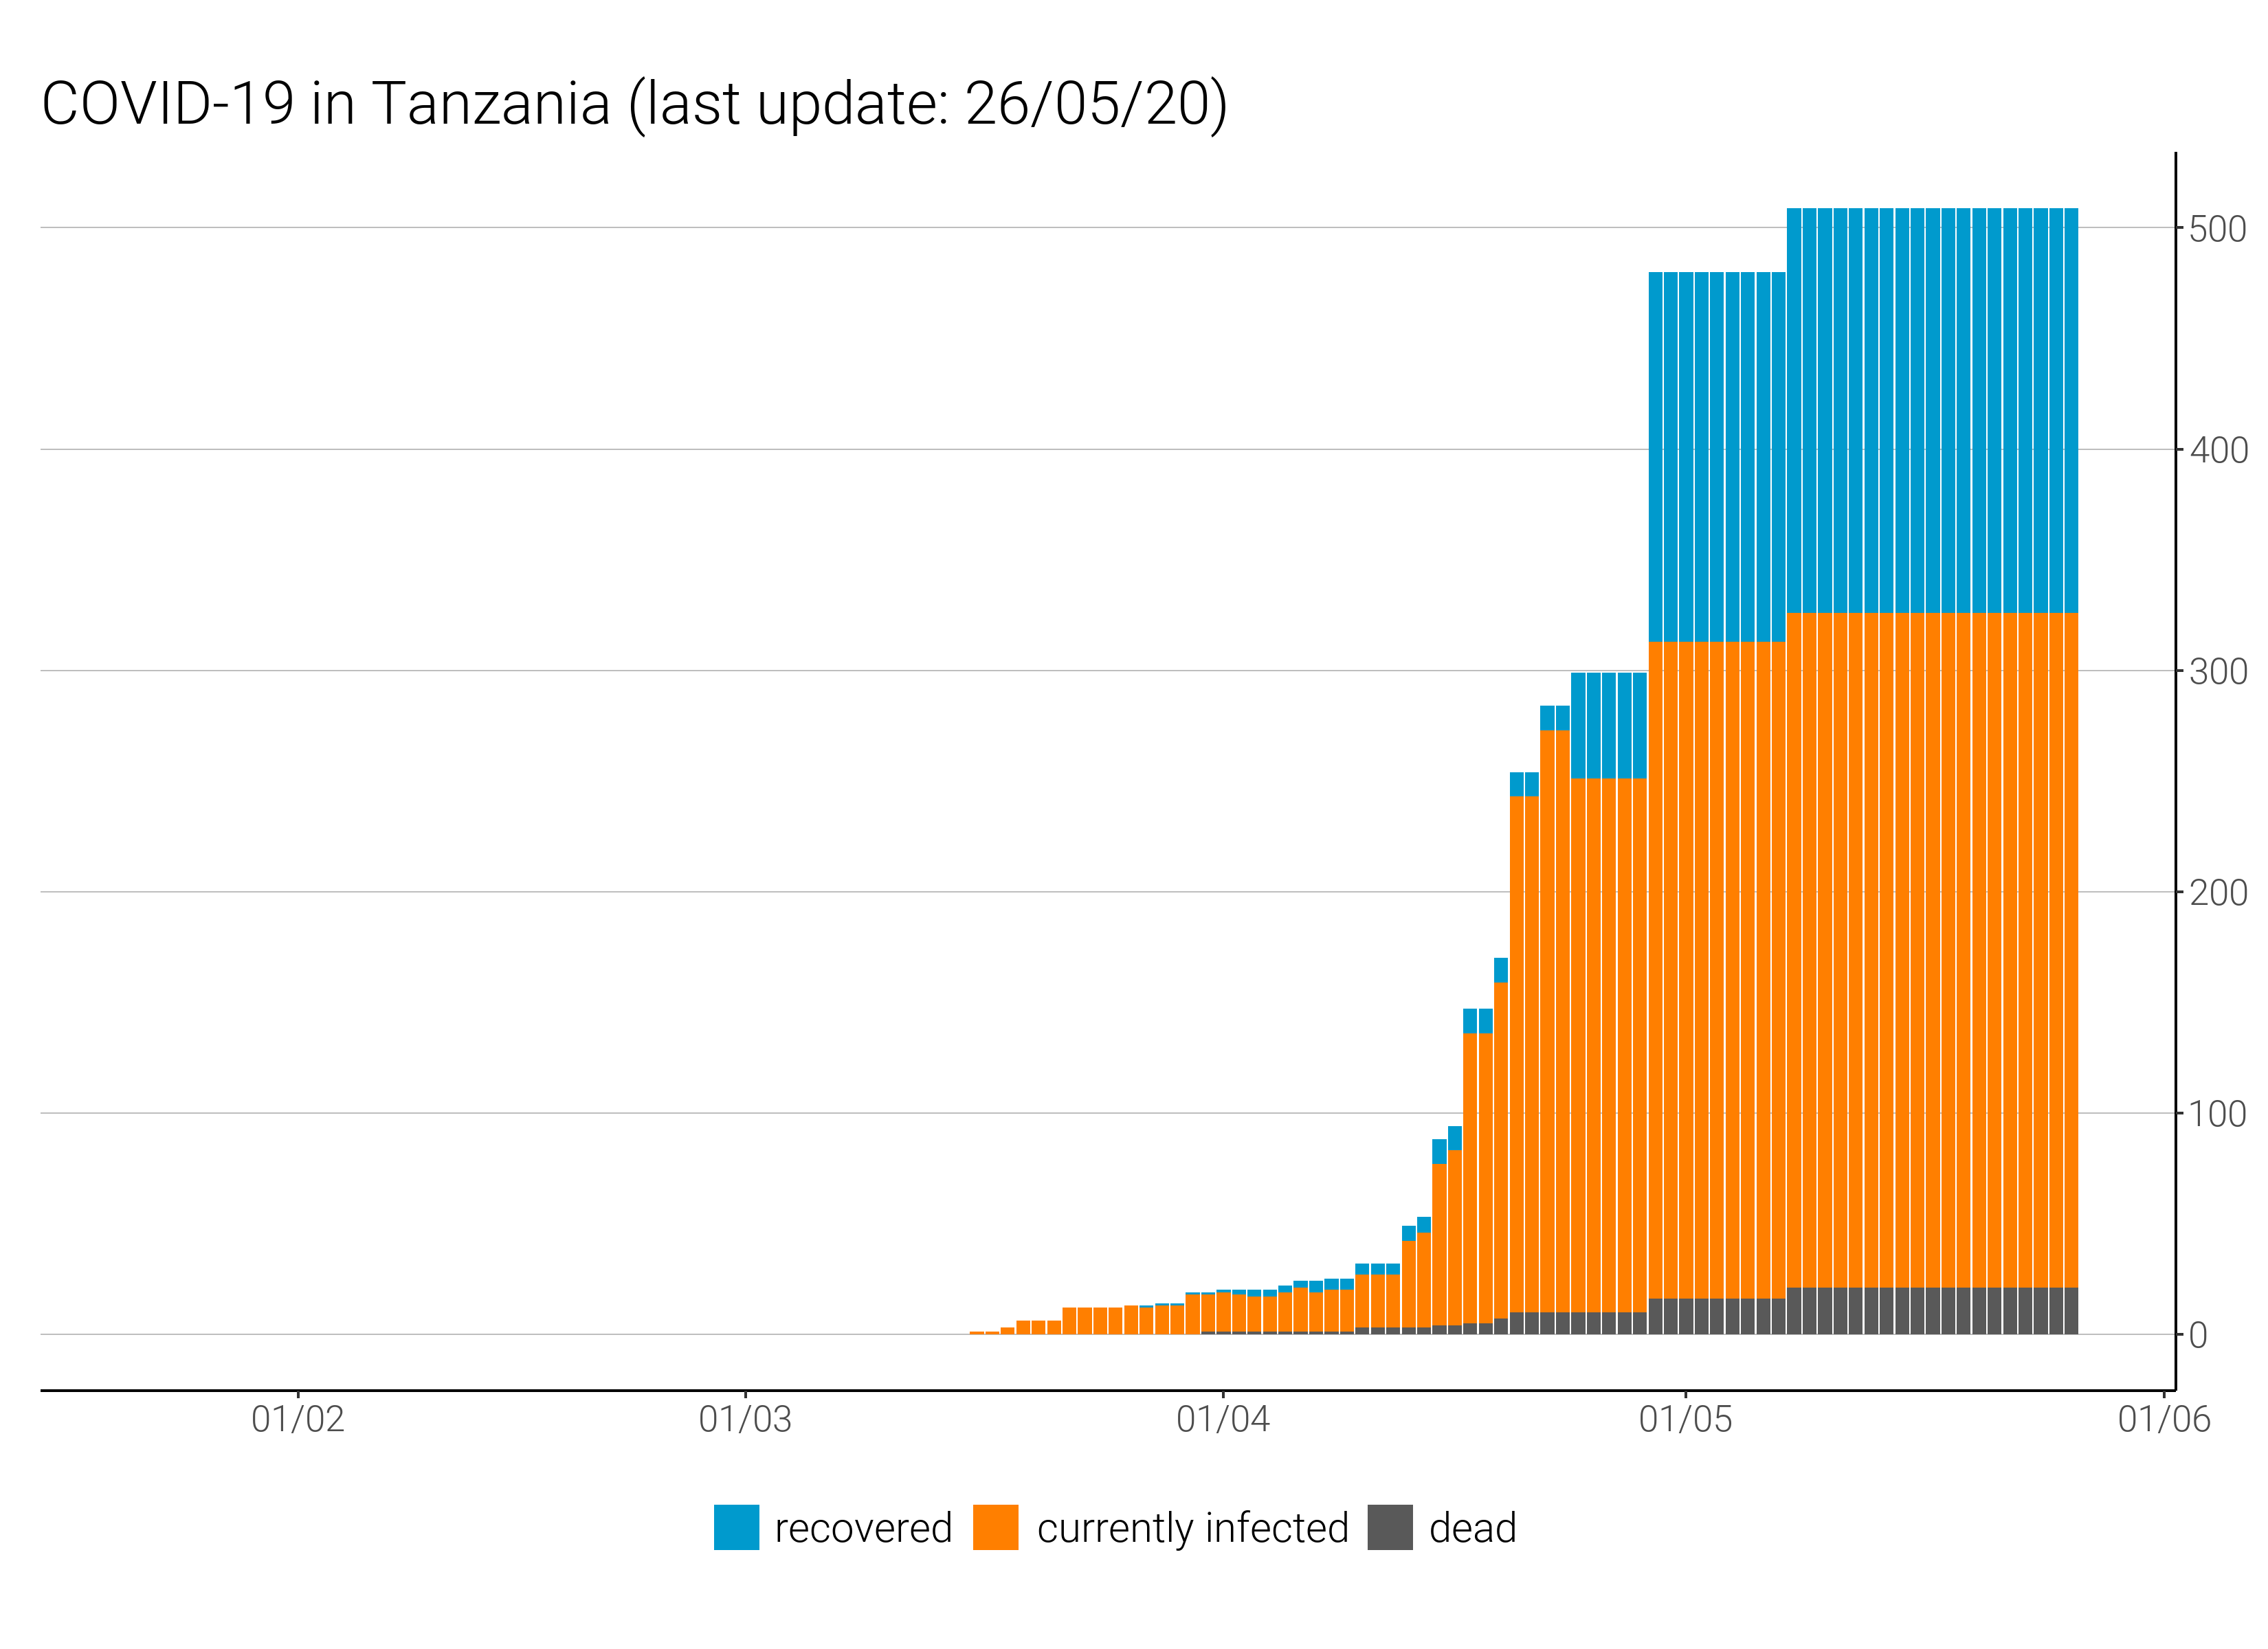 COVID-19 in Tanzania (last update: 26/05/20)
500
400
300
200
100
0
01/02 01/03 01/04 01/05 01/06
recovered currently infected dead